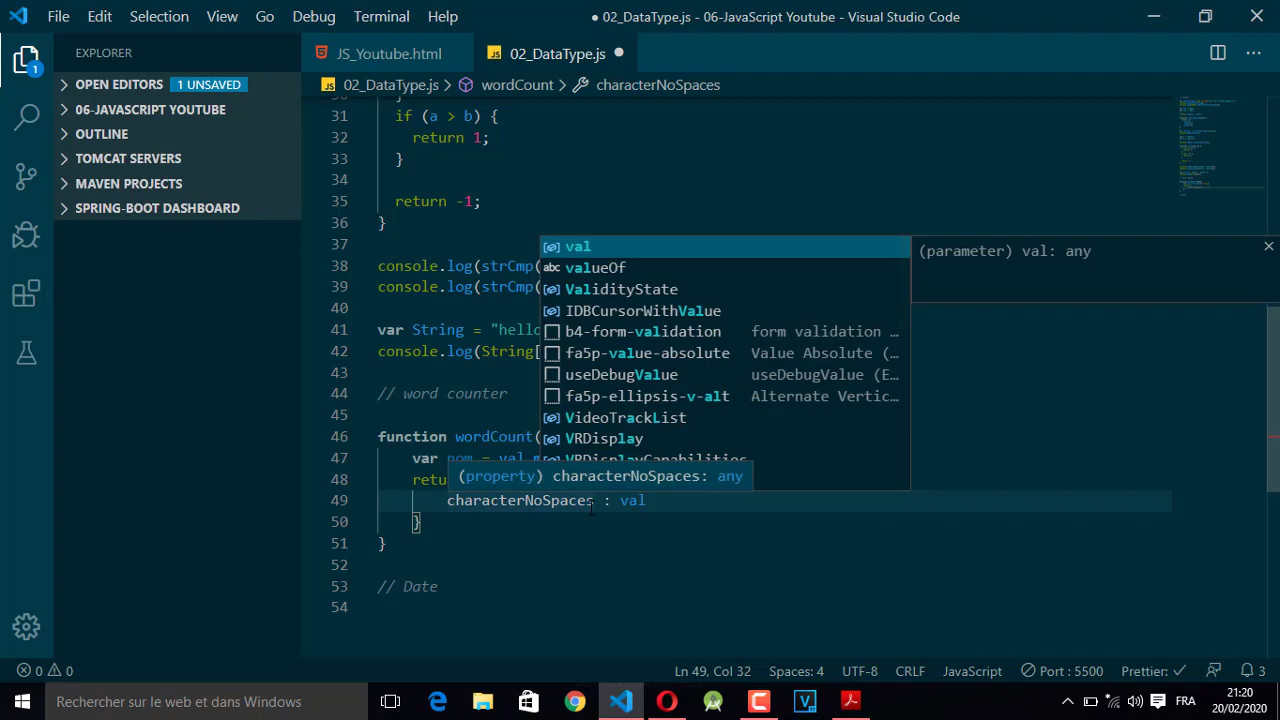 File Edit Selection View Go Debug Terminal Help
● 02_DataType.js - 06-JavaScript Youtube - Visual Studio Code
EXPLORER
JS_Youtube.html
JS 02_DataType.js
1
OPEN EDITORS 1 UNSAVED
06-JAVASCRIPT YOUTUBE
OUTLINE
TOMCAT SERVERS
MAVEN PROJECTS
SPRING-BOOT DASHBOARD
JS 02_DataType.js > wordCount > characterNoSpaces
31 if (a > b) {
32 return 1;
33 }
34
35 return -1;
36 }
37
38 console.log(strCmp(
39 console.log(strCmp(
40
41 var String = "hello
42 console.log(String[
43
44 // word counter
45
46 function wordCount(
47 var nom = val
48 retu
49 characterNoSpaces : val
50 }
51 }
52
53 // Date
54
val
abc valueOf
ValidityState
IDBCursorWithValue
b4-form-validation form validation …
fa5p-value-absolute Value Absolute (…
useDebugValue useDebugValue (E…
fa5p-ellipsis-v-alt Alternate Vertic…
VideoTrackList
VRDisplay
VRDisplayCapabilities
(parameter) val: any
(property) characterNoSpaces: any
0 0
Ln 49, Col 32 Spaces: 4 UTF-8 CRLF JavaScript Port : 5500 Prettier: ✓ 3
Rechercher sur le web et dans Windows
FRA
21:20
20/02/2020